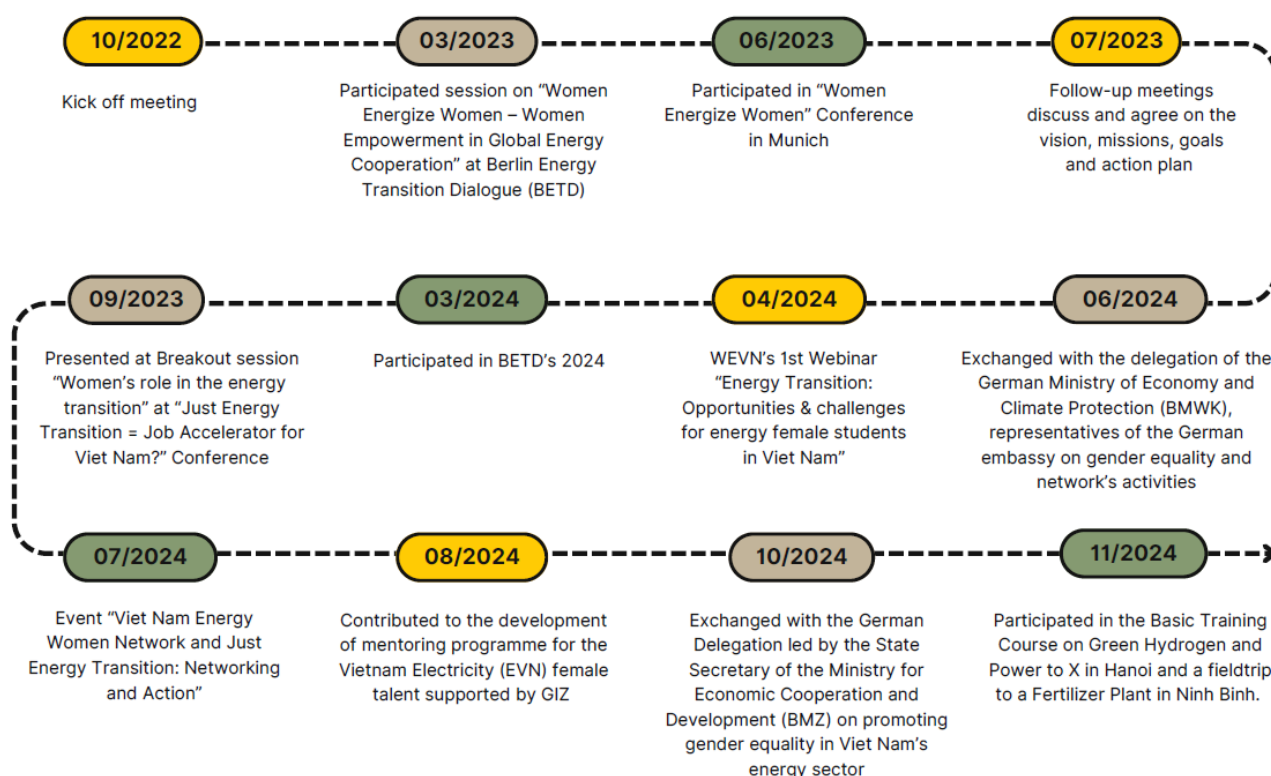 10/2022
Kick off meeting
03/2023
Participated session on “Women
Energize Women – Women
Empowerment in Global Energy
Cooperation” at Berlin Energy
Transition Dialogue (BETD)
06/2023
Participated in “Women
Energize Women” Conference
in Munich
07/2023
Follow-up meetings
discuss and agree on the
vision, missions, goals
and action plan
09/2023
Presented at Breakout session
“Women’s role in the energy
transition” at “Just Energy
Transition = Job Accelerator for
Viet Nam?” Conference
03/2024
Participated in BETD’s 2024
04/2024
WEVN’s 1st Webinar
“Energy Transition:
Opportunities & challenges
for energy female students
in Viet Nam”
06/2024
Exchanged with the delegation of the
German Ministry of Economy and
Climate Protection (BMWK),
representatives of the German
embassy on gender equality and
network’s activities
07/2024
Event “Viet Nam Energy
Women Network and Just
Energy Transition: Networking
and Action”
08/2024
Contributed to the development
of mentoring programme for the
Vietnam Electricity (EVN) female
talent supported by GIZ
10/2024
Exchanged with the German
Delegation led by the State
Secretary of the Ministry for
Economic Cooperation and
Development (BMZ) on promoting
gender equality in Viet Nam’s
energy sector
11/2024
Participated in the Basic Training
Course on Green Hydrogen and
Power to X in Hanoi and a fieldtrip
to a Fertilizer Plant in Ninh Binh.